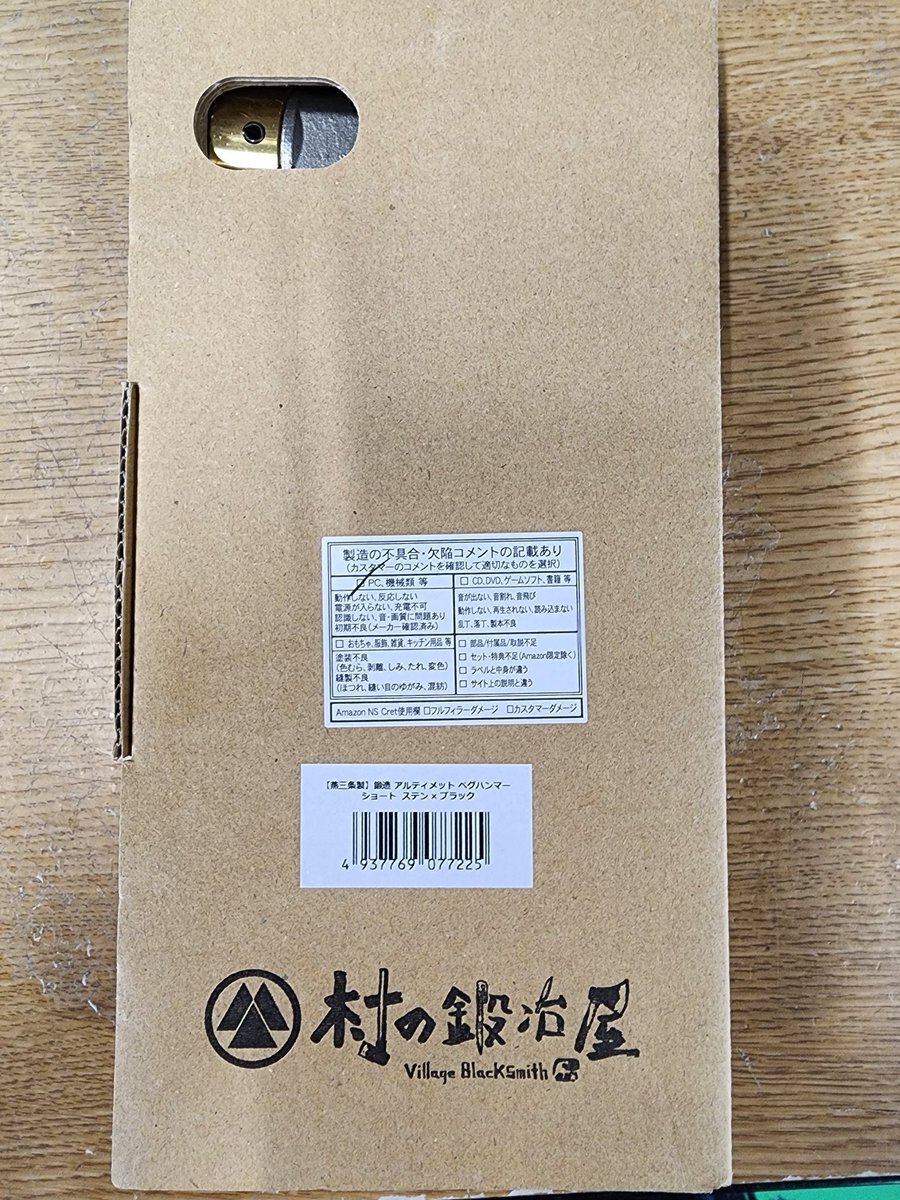 製造の不具合・欠陥コメントの記載あり
(カスタマーのコメントを確認して適切なものを選択)
□ PC、機械類 等
動作しない、反応しない
電源が入らない、充電不可
認識しない、音・画質に問題あり
初期不良(メーカー確認済み)
□ CD、DVD、ゲームソフト、書籍 等
音が出ない、音割れ、音飛び
動作しない、再生されない、読み込まない
乱丁、落丁、製本不良
□ おもちゃ、服飾、雑貨、キッチン用品 等
塗装不良
(色むら、剥離、しみ、たれ、変色)
縫製不良
(ほつれ、縫い目のゆがみ、混紡)
□ 部品/付属品/取説不足
□ セット・特典不足(Amazon限定除く)
□ ラベルと中身が違う
□ サイト上の説明と違う
Amazon NS Cret使用欄 □フルフィラーダメージ □カスタマーダメージ
【燕三条製】鍛造 アルティメット ペグハンマー
ショート ステン×ブラック
4 937769 077225
村の鍛冶屋
Village BlackSmith